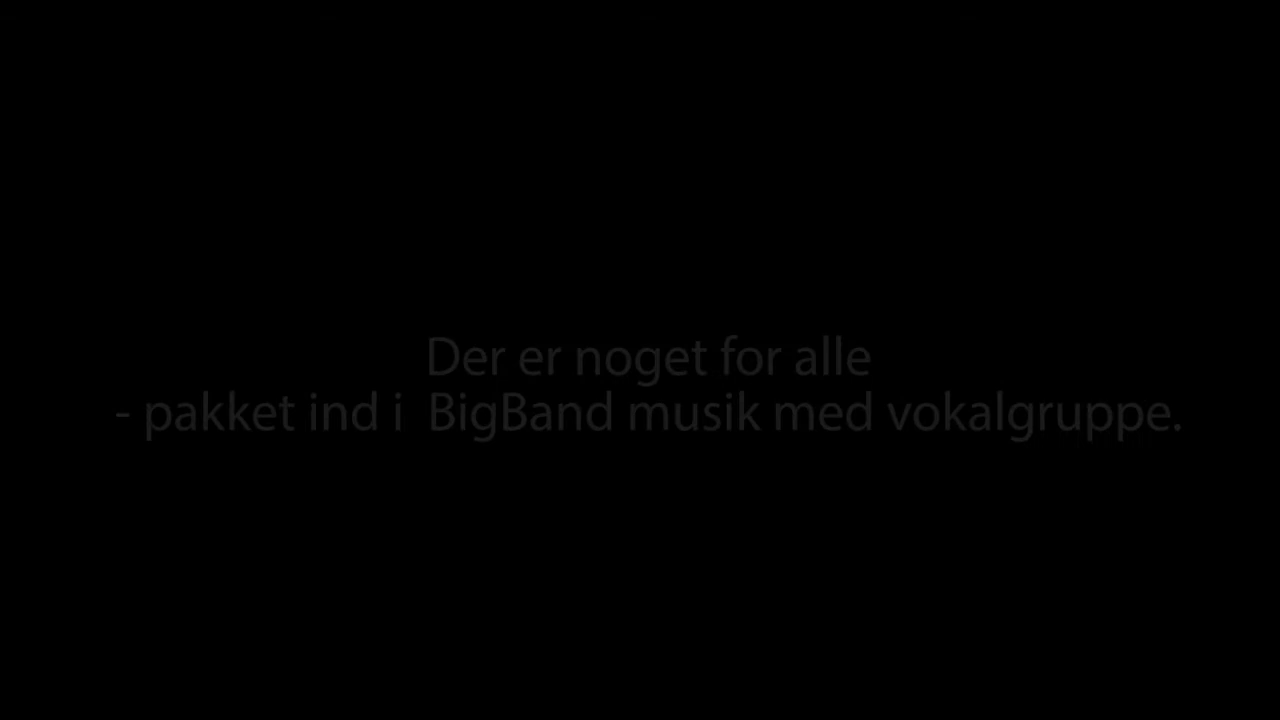 Der er noget for alle
- pakket ind i  BigBand musik med vokalgruppe.